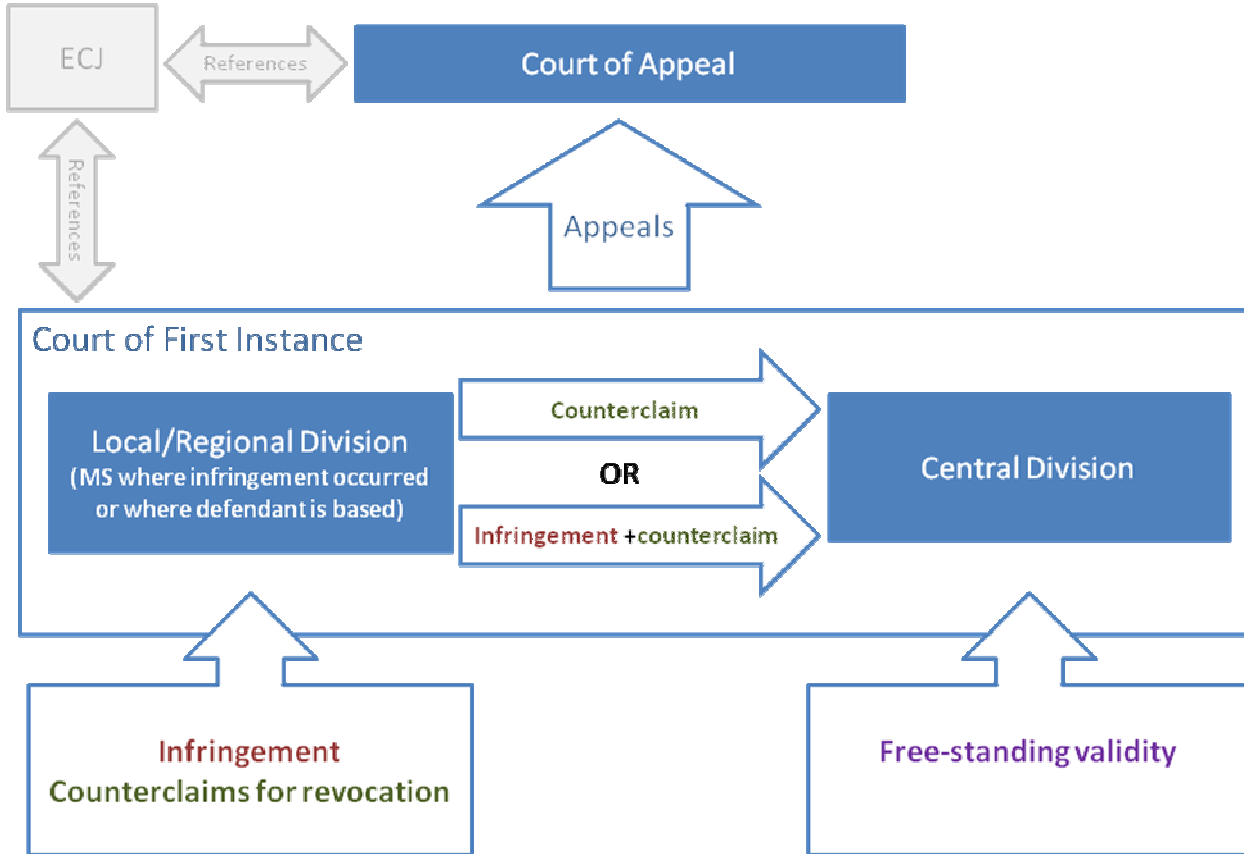 ECJ
References
Court of Appeal
References
Appeals
Court of First Instance
Local/Regional Division
(MS where infringement occurred
or where defendant is based)
Counterclaim
OR
Infringement +counterclaim
Central Division
Infringement
Counterclaims for revocation
Free-standing validity